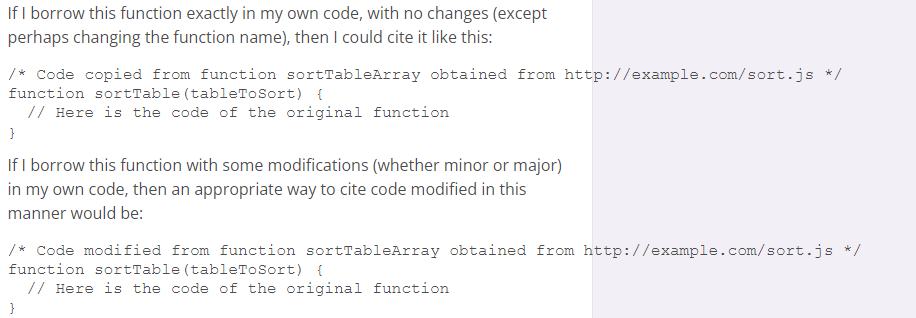 If I borrow this function exactly in my own code, with no changes (except
perhaps changing the function name), then I could cite it like this:
/* Code copied from function sortTableArray obtained from http://example.com/sort.js */
function sortTable(tableToSort) {
  // Here is the code of the original function
}
If I borrow this function with some modifications (whether minor or major)
in my own code, then an appropriate way to cite code modified in this
manner would be:
/* Code modified from function sortTableArray obtained from http://example.com/sort.js */
function sortTable(tableToSort) {
  // Here is the code of the original function
}